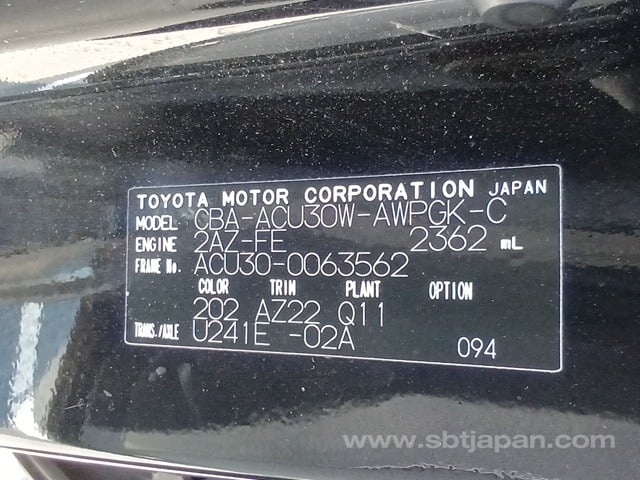 TOYOTA MOTOR CORPORATION JAPAN
MODEL CBA-ACU30W-AWPGK-C
ENGINE 2AZ-FE 2362 mL
FRAME No. ACU30-0063562
COLOR TRIM PLANT OPTION
202 AZ22 Q11
TRANS./AXLE U241E -02A 094
www.sbtjapan.com